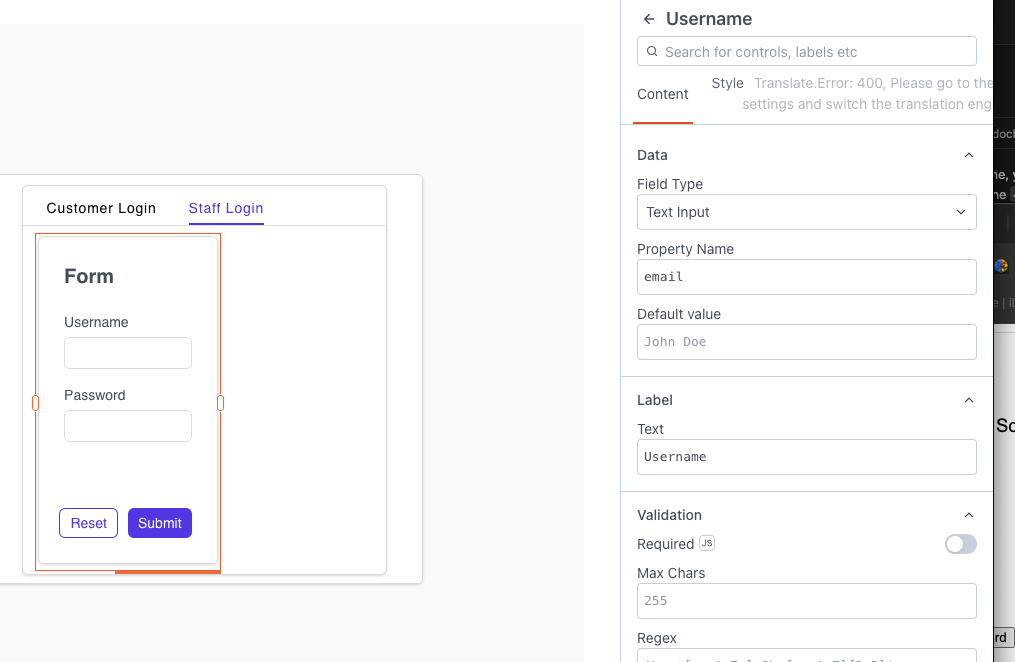 Customer Login
Staff Login
Form
Username
Password
Reset
Submit
Username
Search for controls, labels etc
Content
Style
Translate.Error: 400, Please go to the
settings and switch the translation eng
Data
Field Type
Text Input
Property Name
email
Default value
John Doe
Label
Text
Username
Validation
Required JS
Max Chars
255
Regex